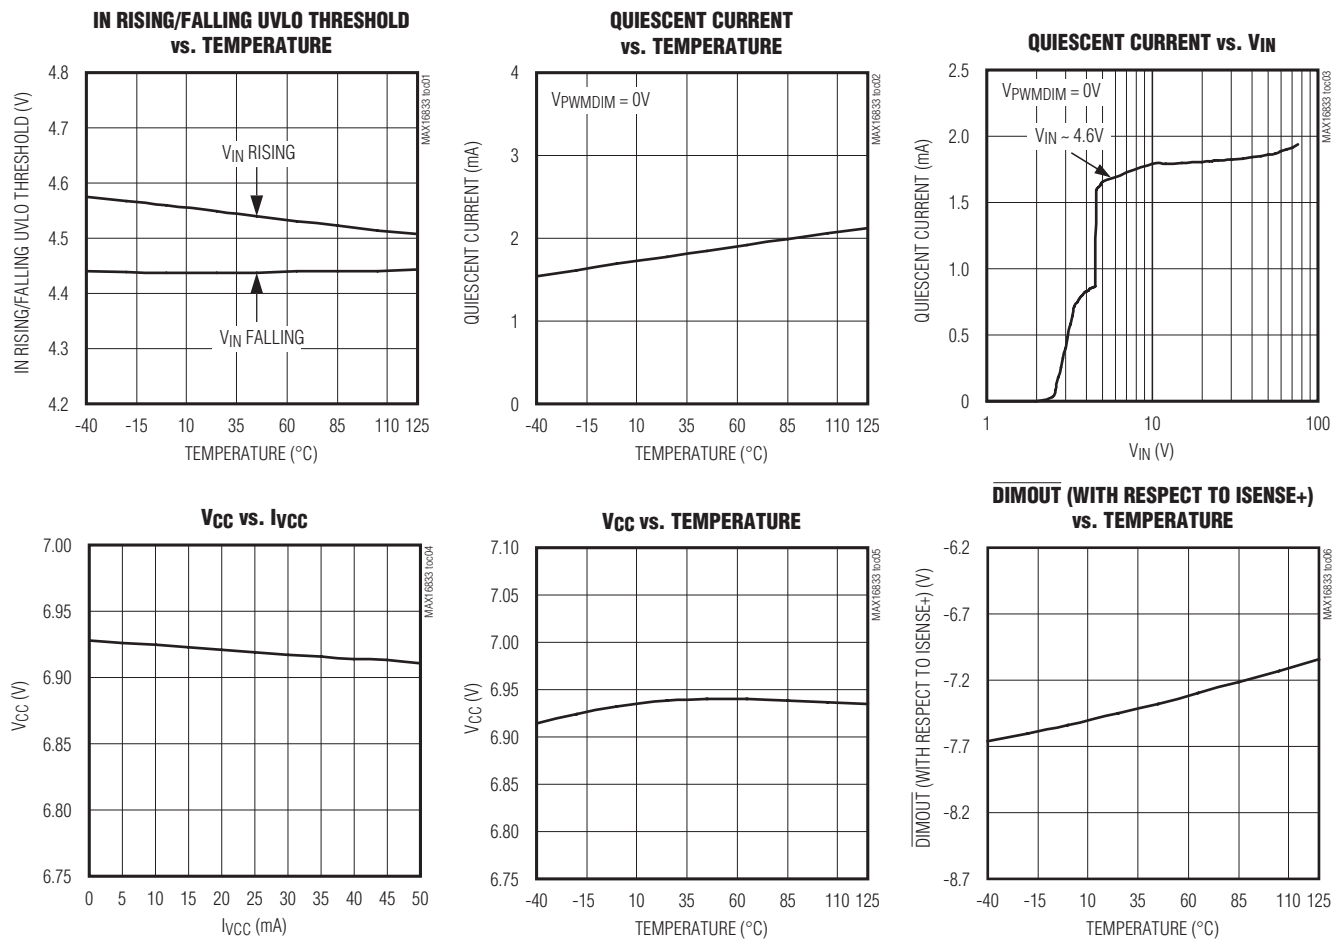 IN RISING/FALLING UVLO THRESHOLD
vs. TEMPERATURE
IN RISING/FALLING UVLO THRESHOLD (V)
4.8
4.7
4.6
4.5
4.4
4.3
4.2
VIN RISING
VIN FALLING
MAX16833 toc01
-40 -15 10 35 60 85 110 125
TEMPERATURE (°C)
QUIESCENT CURRENT
vs. TEMPERATURE
QUIESCENT CURRENT (mA)
4
3
2
1
0
VPWMDIM = 0V
MAX16833 toc02
-40 -15 10 35 60 85 110 125
TEMPERATURE (°C)
QUIESCENT CURRENT vs. VIN
QUIESCENT CURRENT (mA)
2.5
2.0
1.5
1.0
0.5
0
VPWMDIM = 0V
VIN ~ 4.6V
MAX16833 toc03
1 10 100
VIN (V)
VCC vs. IVCC
VCC (V)
7.00
6.95
6.90
6.85
6.80
6.75
MAX16833 toc04
0 5 10 15 20 25 30 35 40 45 50
IVCC (mA)
VCC vs. TEMPERATURE
VCC (V)
7.10
7.05
7.00
6.95
6.90
6.85
6.80
6.75
MAX16833 toc05
-40 -15 10 35 60 85 110 125
TEMPERATURE (°C)
DIMOUT (WITH RESPECT TO ISENSE+)
vs. TEMPERATURE
DIMOUT (WITH RESPECT TO ISENSE+) (V)
-6.2
-6.7
-7.2
-7.7
-8.2
-8.7
MAX16833 toc06
-40 -15 10 35 60 85 110 125
TEMPERATURE (°C)